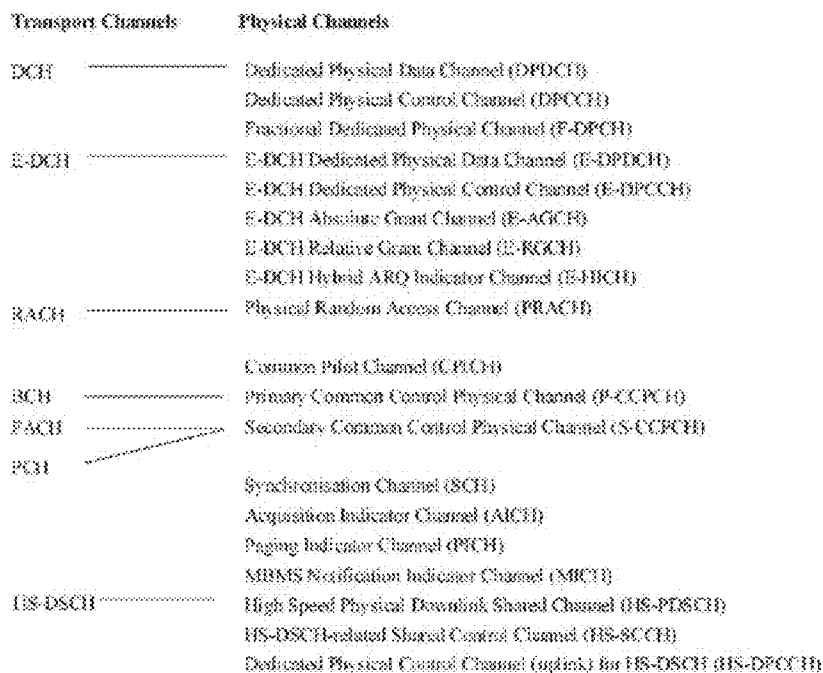 Transport Channels Physical Channels
DCH Dedicated Physical Data Channel (DPDCH)
Dedicated Physical Control Channel (DPCCH)
Fractional Dedicated Physical Channel (F-DPCH)
E-DCH E-DCH Dedicated Physical Data Channel (E-DPDCH)
E-DCH Dedicated Physical Control Channel (E-DPCCH)
E-DCH Absolute Grant Channel (E-AGCH)
E-DCH Relative Grant Channel (E-RGCH)
E-DCH Hybrid ARQ Indicator Channel (E-HICH)
RACH Physical Random Access Channel (PRACH)
Common Pilot Channel (CPICH)
BCH Primary Common Control Physical Channel (P-CCPCH)
FACH Secondary Common Control Physical Channel (S-CCPCH)
PCH
Synchronisation Channel (SCH)
Acquisition Indicator Channel (AICH)
Paging Indicator Channel (PICH)
MBMS Notification Indicator Channel (MICH)
HS-DSCH High Speed Physical Downlink Shared Channel (HS-PDSCH)
HS-DSCH-related Shared Control Channel (HS-SCCH)
Dedicated Physical Control Channel (uplink) for HS-DSCH (HS-DPCCH)